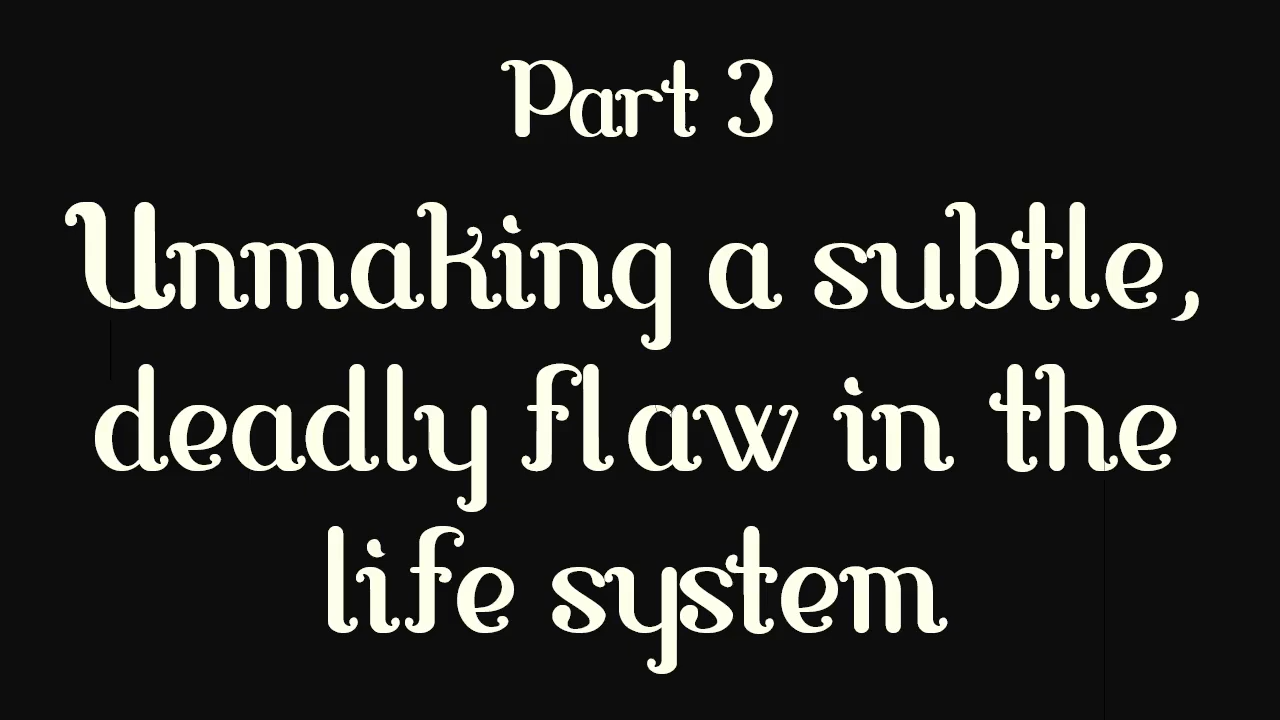 Part 3
Unmaking a subtle,
deadly flaw in the
life system